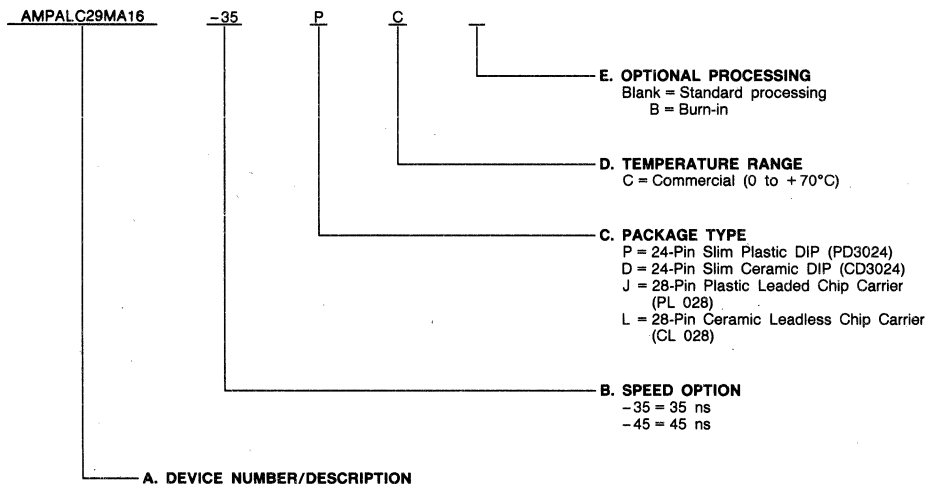 AMPALC29MA16 -35 P C
E. OPTIONAL PROCESSING
Blank = Standard processing
B = Burn-in
D. TEMPERATURE RANGE
C = Commercial (0 to +70°C)
C. PACKAGE TYPE
P = 24-Pin Slim Plastic DIP (PD3024)
D = 24-Pin Slim Ceramic DIP (CD3024)
J = 28-Pin Plastic Leaded Chip Carrier
(PL 028)
L = 28-Pin Ceramic Leadless Chip Carrier
(CL 028)
B. SPEED OPTION
-35 = 35 ns
-45 = 45 ns
A. DEVICE NUMBER/DESCRIPTION